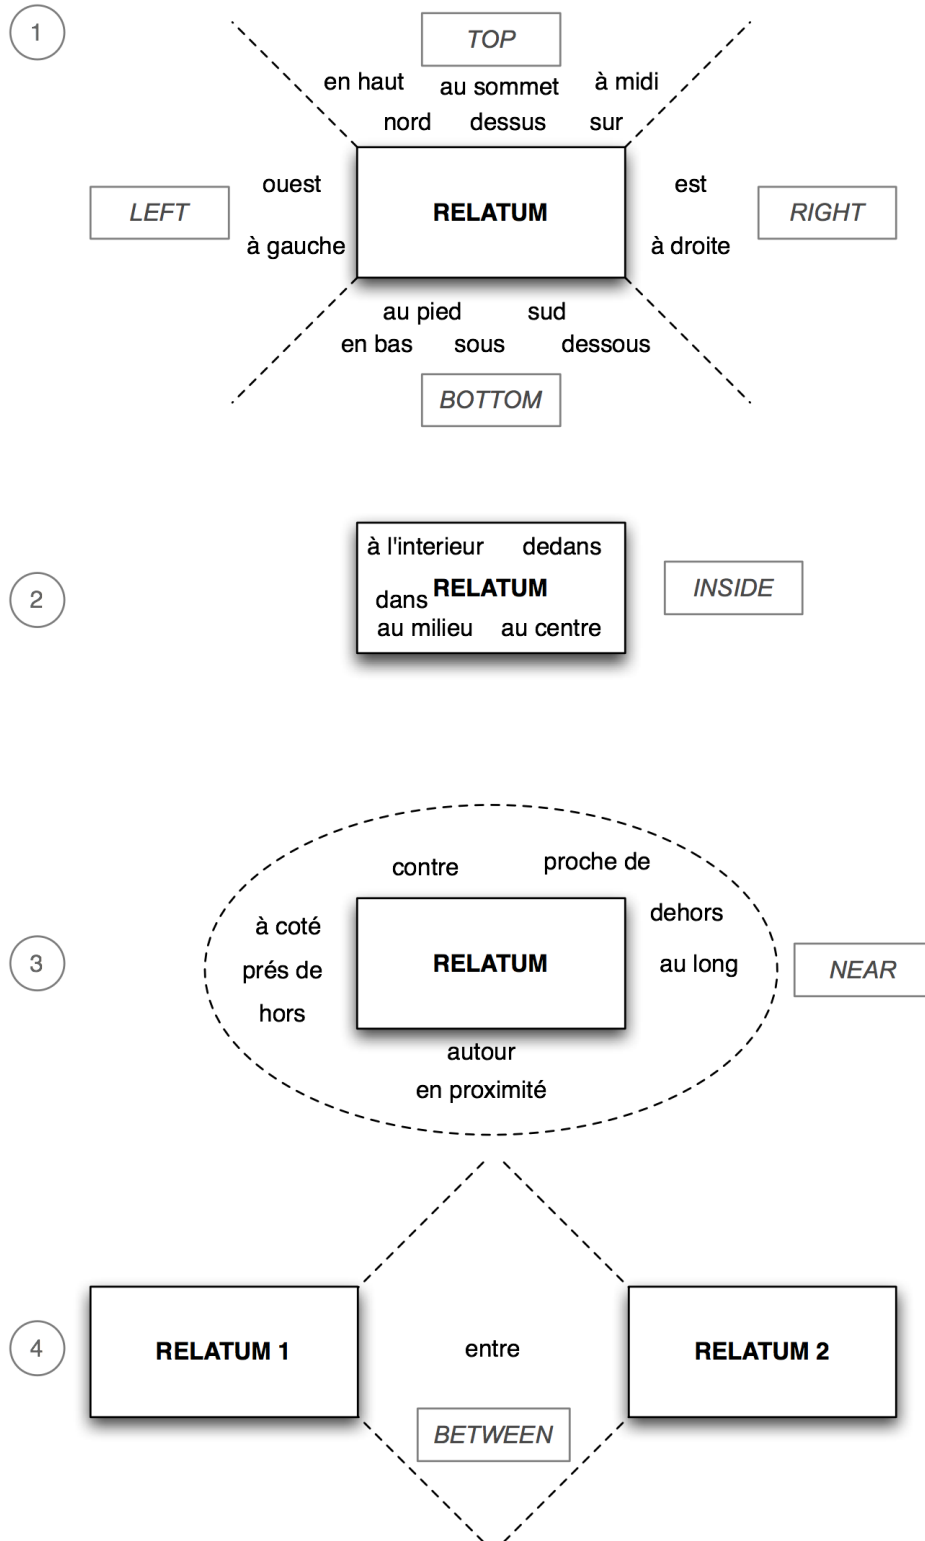 1
TOP
en haut au sommet à midi
nord dessus sur
ouest est
LEFT RELATUM RIGHT
à gauche à droite
au pied sud
en bas sous dessous
BOTTOM
à l'interieur dedans
2 dans RELATUM INSIDE
au milieu au centre
contre proche de
à coté dehors
3 prés de RELATUM au long NEAR
hors
autour
en proximité
4 RELATUM 1 entre RELATUM 2
BETWEEN